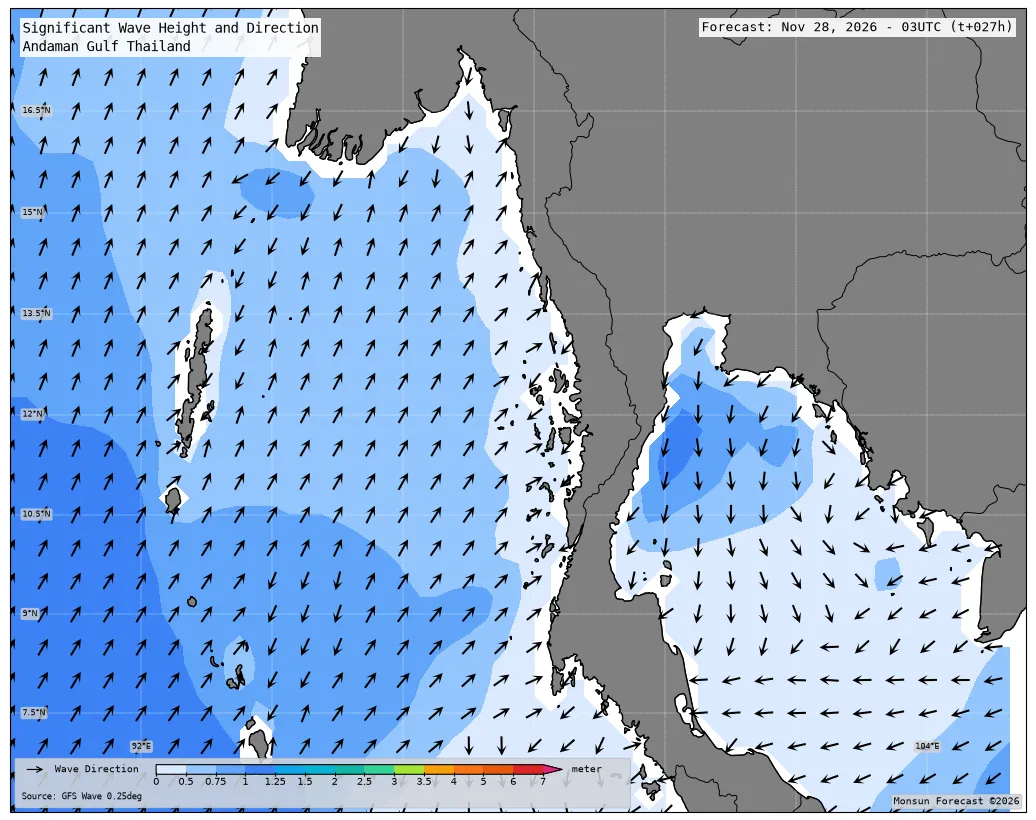 Significant Wave Height and Direction
Andaman Gulf Thailand
Forecast: Nov 28, 2026 - 03UTC (t+027h)
16.5°N
15°N
13.5°N
12°N
10.5°N
9°N
7.5°N
92°E
104°E
Wave Direction
0 0.5 0.75 1 1.25 1.5 2 2.5 3 3.5 4 5 6 7
meter
Source: GFS Wave 0.25deg
Monsun Forecast ©2026